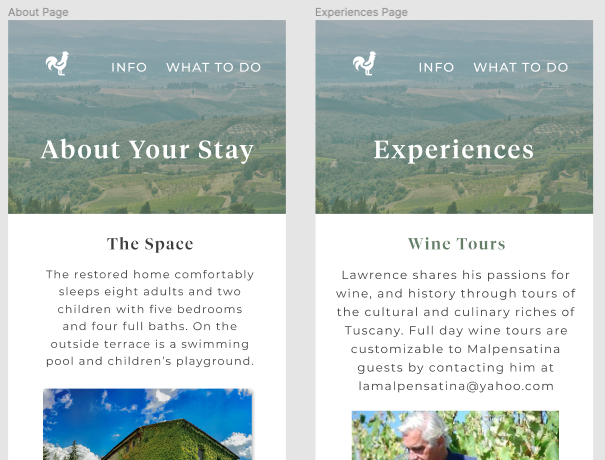 About Page
INFO WHAT TO DO
About Your Stay
The Space
The restored home comfortably
sleeps eight adults and two
children with five bedrooms
and four full baths. On the
outside terrace is a swimming
pool and children's playground.
Experiences Page
INFO WHAT TO DO
Experiences
Wine Tours
Lawrence shares his passions for
wine, and history through tours of
the cultural and culinary riches of
Tuscany. Full day wine tours are
customizable to Malpensatina
guests by contacting him at
lamalpensatina@yahoo.com